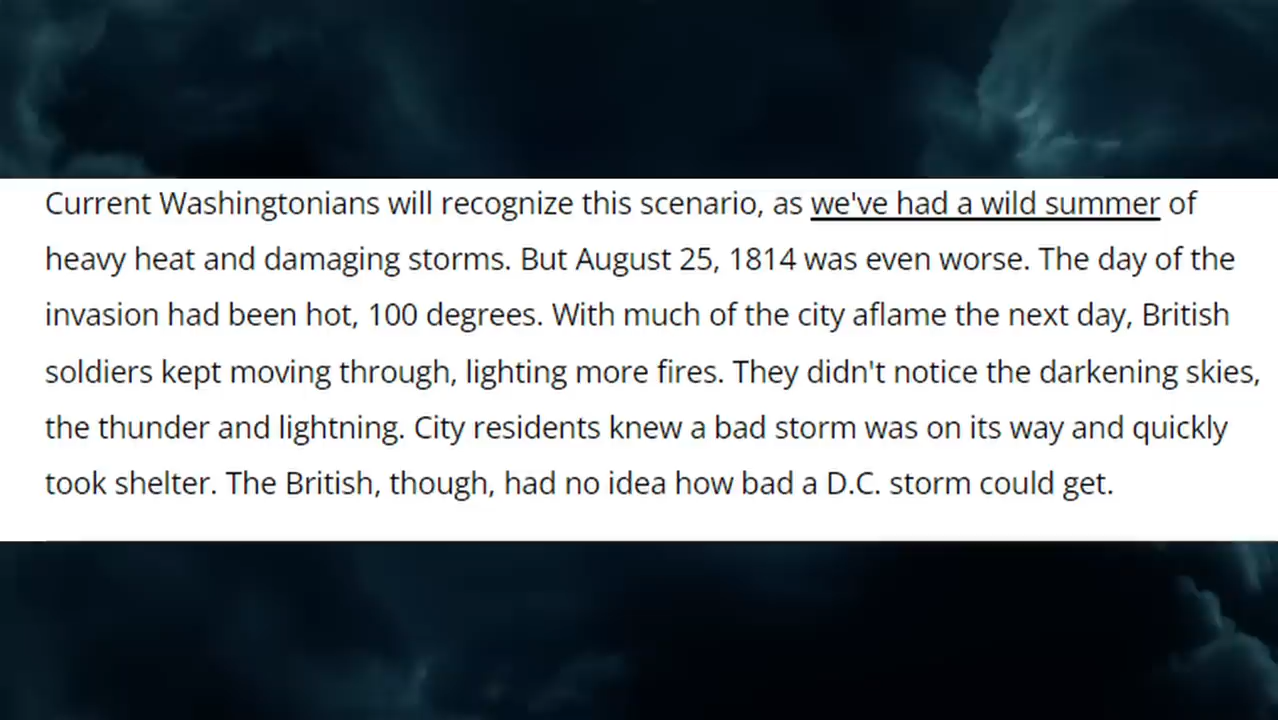 Current Washingtonians will recognize this scenario, as we've had a wild summer of
heavy heat and damaging storms. But August 25, 1814 was even worse. The day of the
invasion had been hot, 100 degrees. With much of the city aflame the next day, British
soldiers kept moving through, lighting more fires. They didn't notice the darkening skies,
the thunder and lightning. City residents knew a bad storm was on its way and quickly
took shelter. The British, though, had no idea how bad a D.C. storm could get.